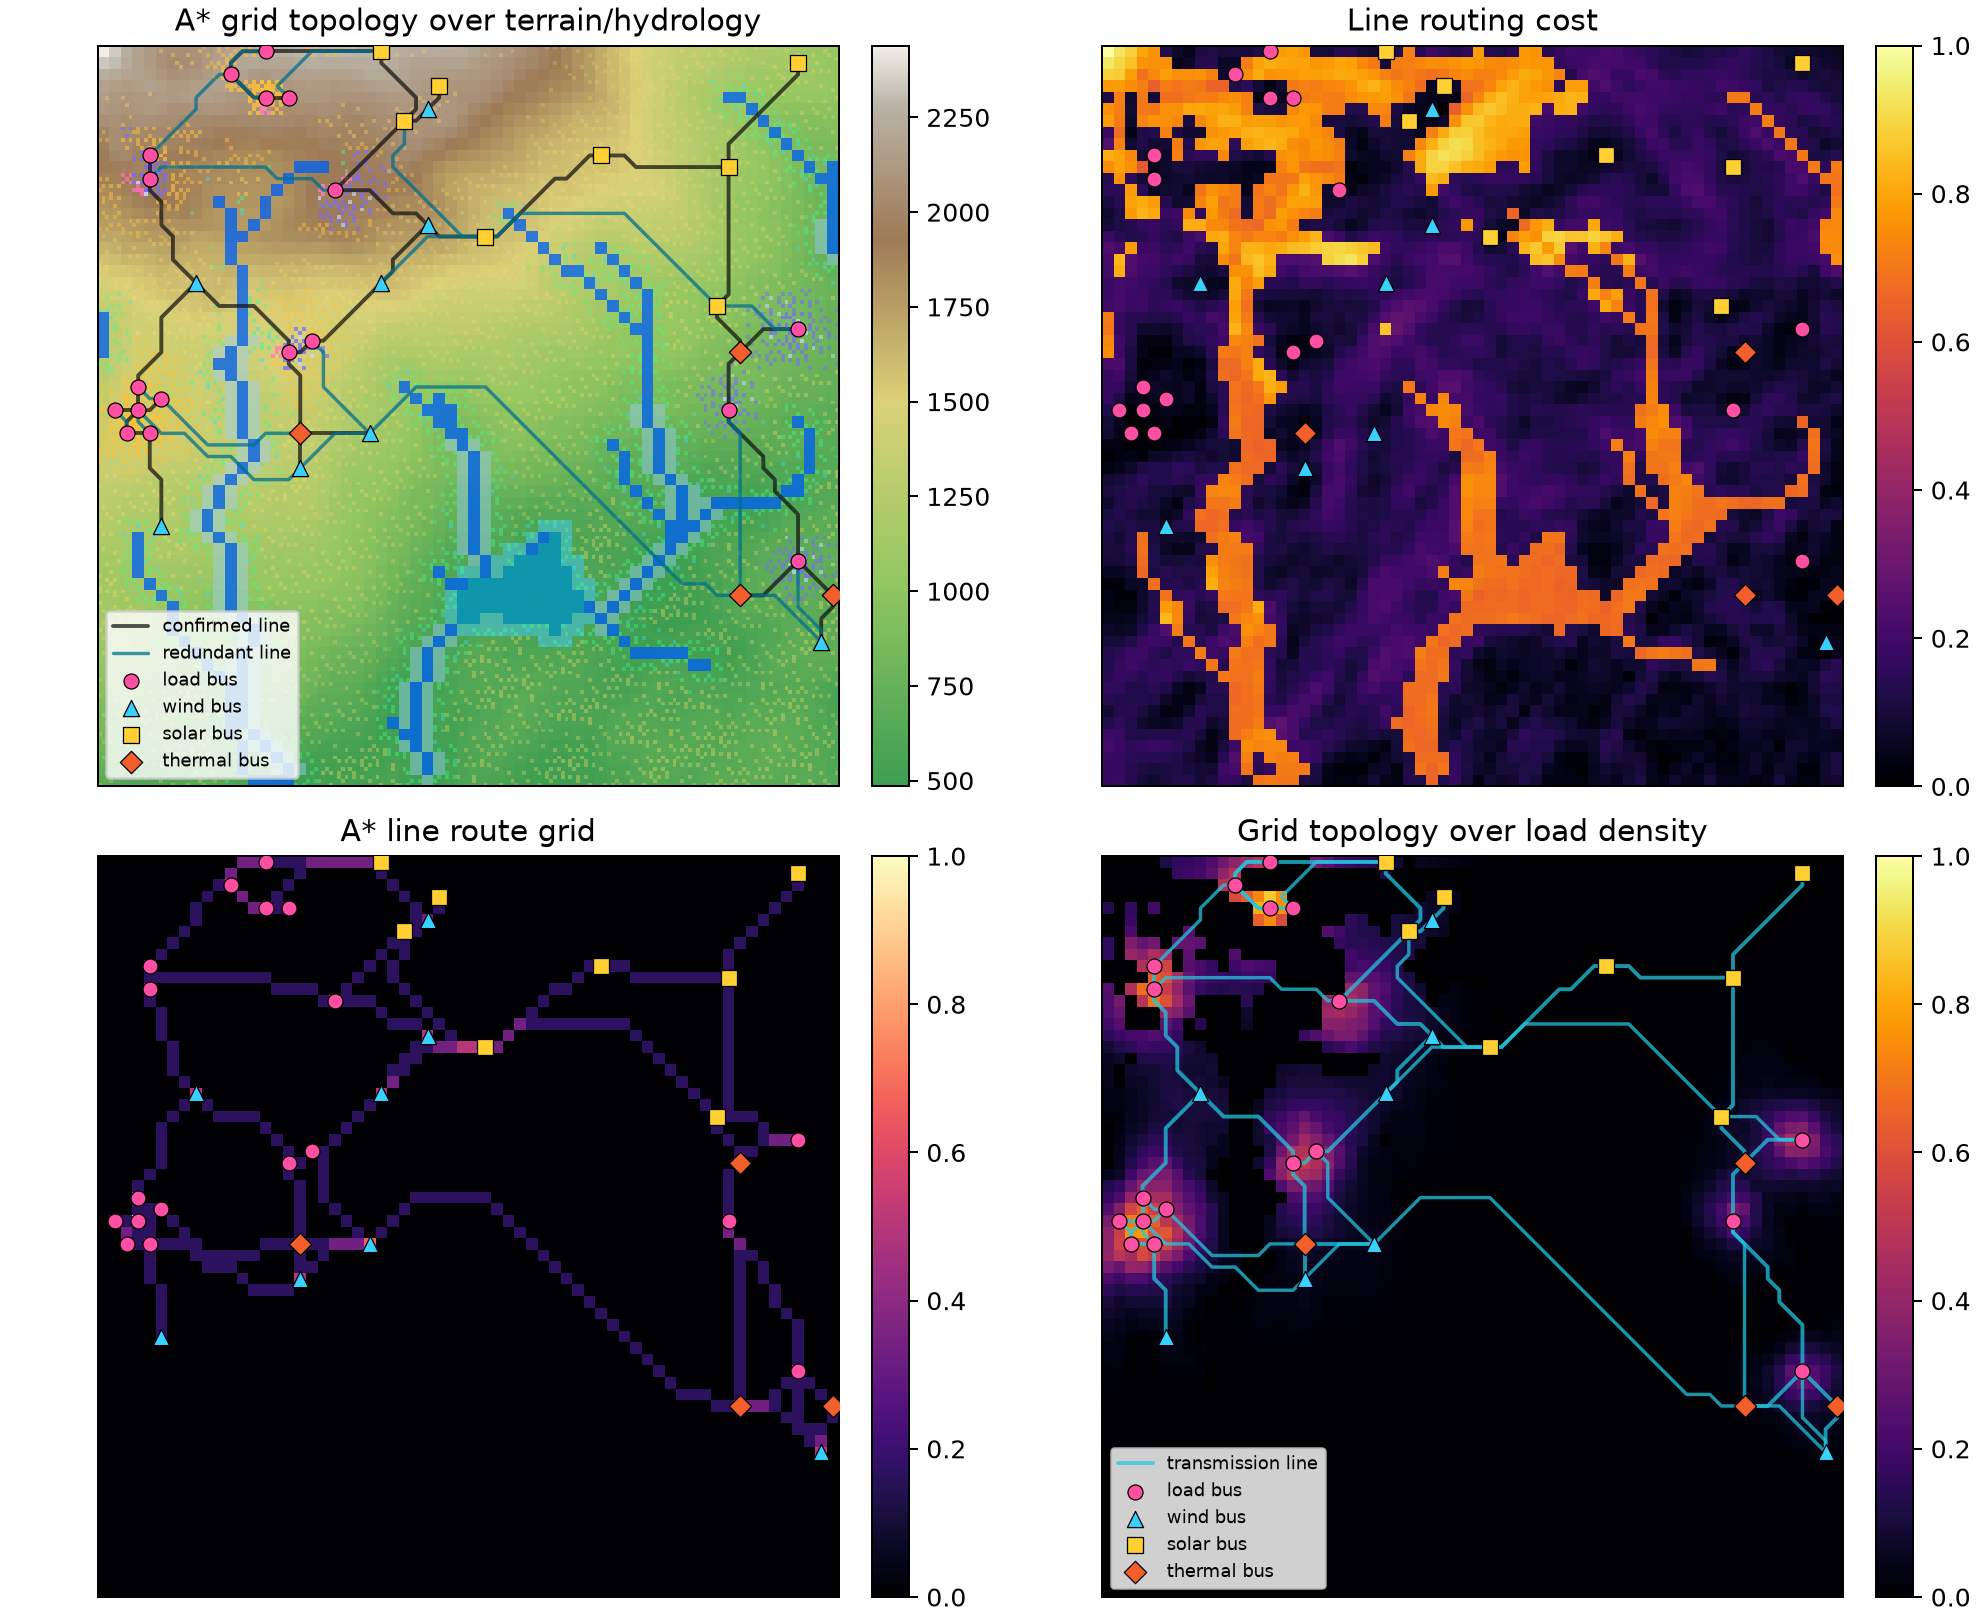 A* grid topology over terrain/hydrology
2250
2000
1750
1500
1250
1000
750
500
confirmed line
redundant line
load bus
wind bus
solar bus
thermal bus
Line routing cost
1.0
0.8
0.6
0.4
0.2
0.0
A* line route grid
1.0
0.8
0.6
0.4
0.2
0.0
Grid topology over load density
1.0
0.8
0.6
0.4
0.2
0.0
transmission line
load bus
wind bus
solar bus
thermal bus